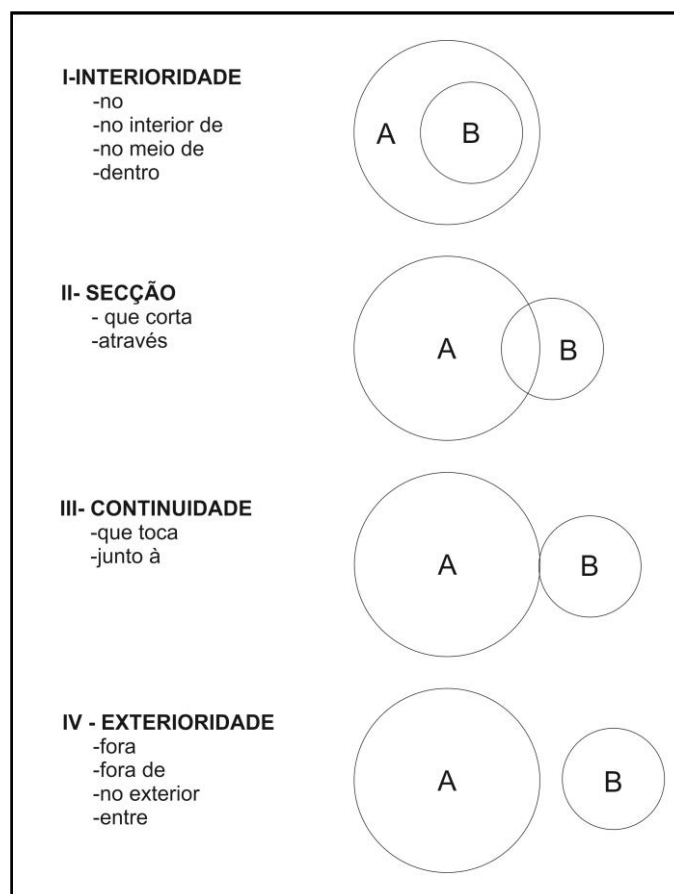 I-INTERIORIDADE
-no
-no interior de
-no meio de
-dentro
A B
II- SECÇÃO
- que corta
-através
A B
III- CONTINUIDADE
-que toca
-junto à
A B
IV - EXTERIORIDADE
-fora
-fora de
-no exterior
-entre
A B